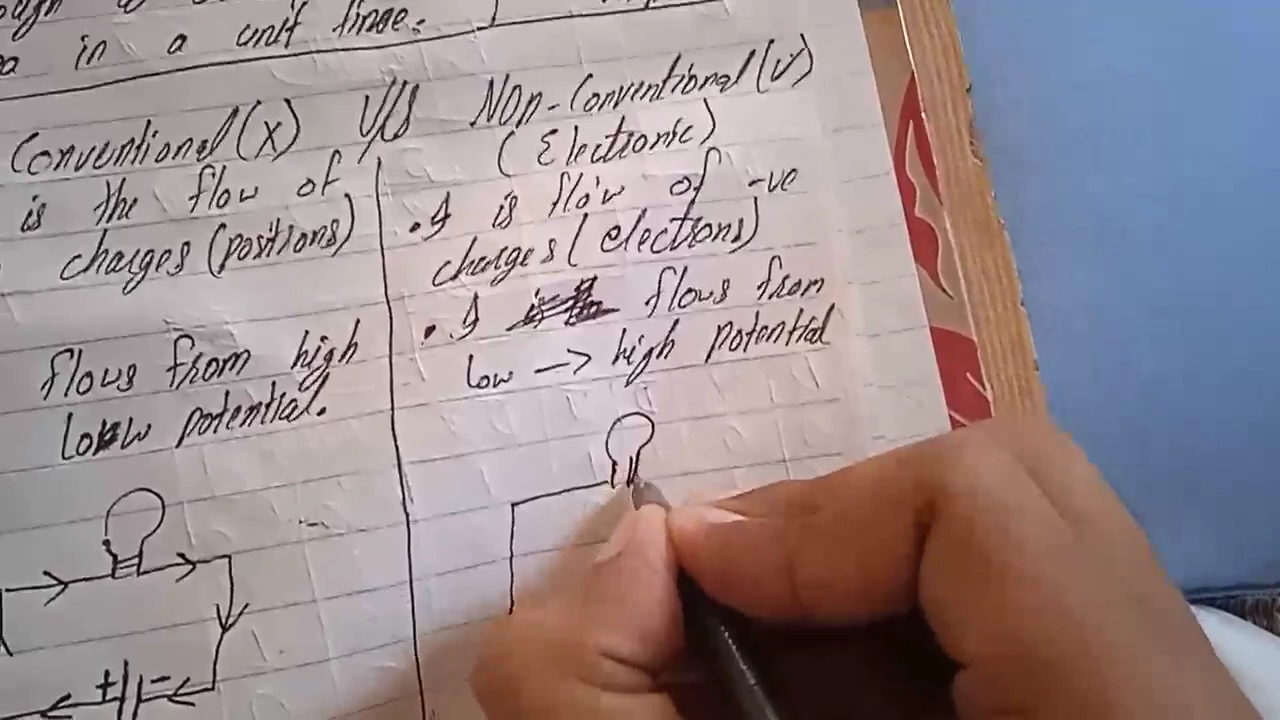 in a unit time.
Conventional(x) V/S Non-Conventional(v)
(Electronic)
is the flow of
charges (positions)
flows from high
low potential.
.I is flow of -ve
charges (elections)
.I flows from
low -> high potential
+ -